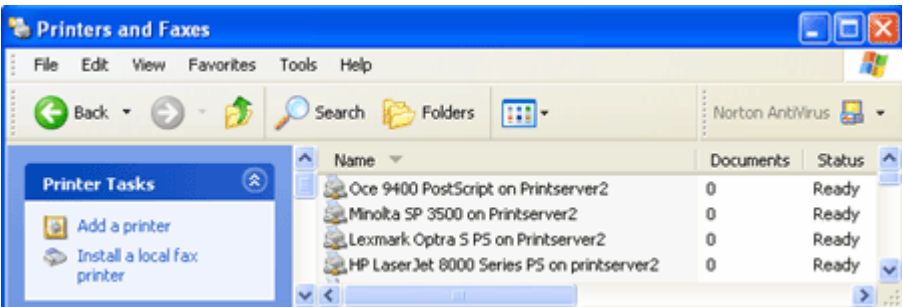 Printers and Faxes
File Edit View Favorites Tools Help
Back Search Folders Norton AntiVirus
Name Documents Status
Printer Tasks
Oce 9400 PostScript on Printserver2 0 Ready
Minolta SP 3500 on Printserver2 0 Ready
Add a printer
Lexmark Optra S PS on Printserver2 0 Ready
Install a local fax
printer
HP LaserJet 8000 Series PS on printserver2 0 Ready